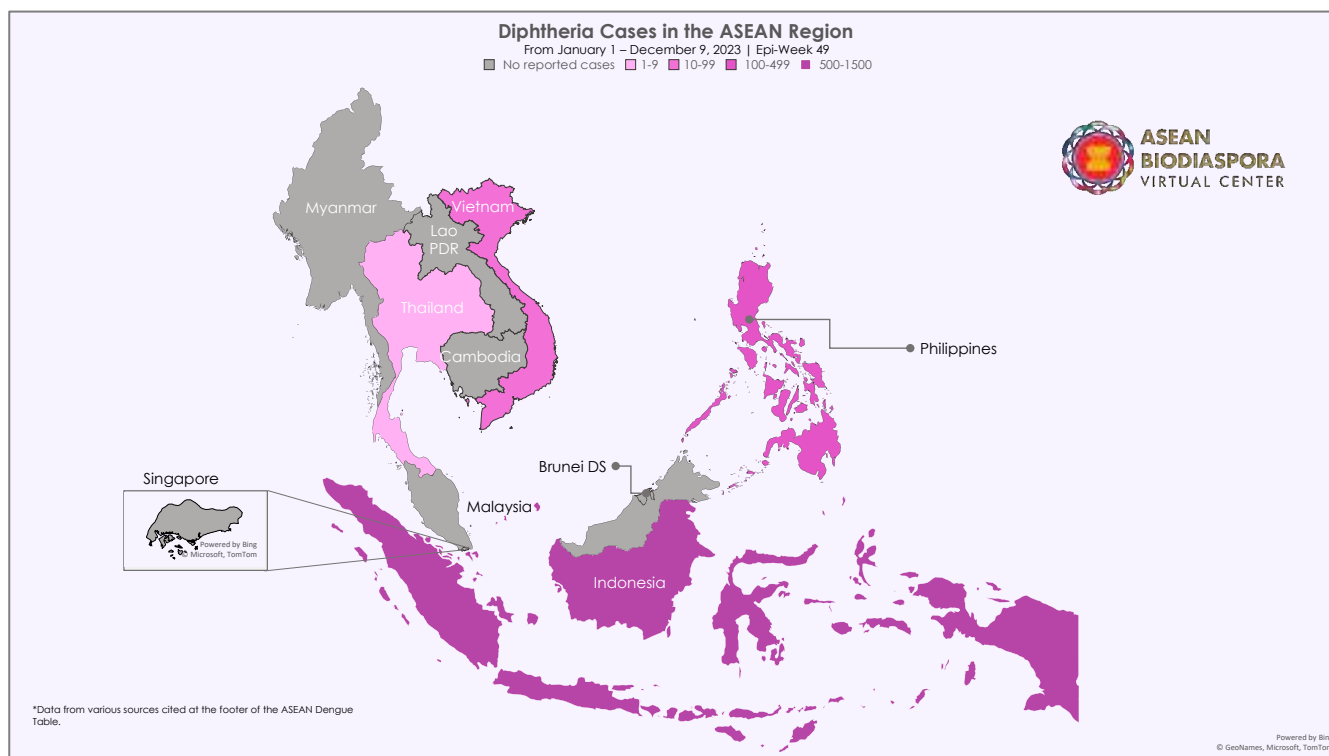 Diphtheria Cases in the ASEAN Region
From January 1 – December 9, 2023 | Epi-Week 49
No reported cases 1-9 10-99 100-499 500-1500
ASEAN
BIODIASPORA
VIRTUAL CENTER
Myanmar
Vietnam
Lao
PDR
Thailand
Cambodia
Philippines
Brunei DS
Singapore
Malaysia
Powered by Bing
© Microsoft, TomTom
Indonesia
*Data from various sources cited at the footer of the ASEAN Dengue
Table.
Powered by Bing
© GeoNames, Microsoft, TomTom